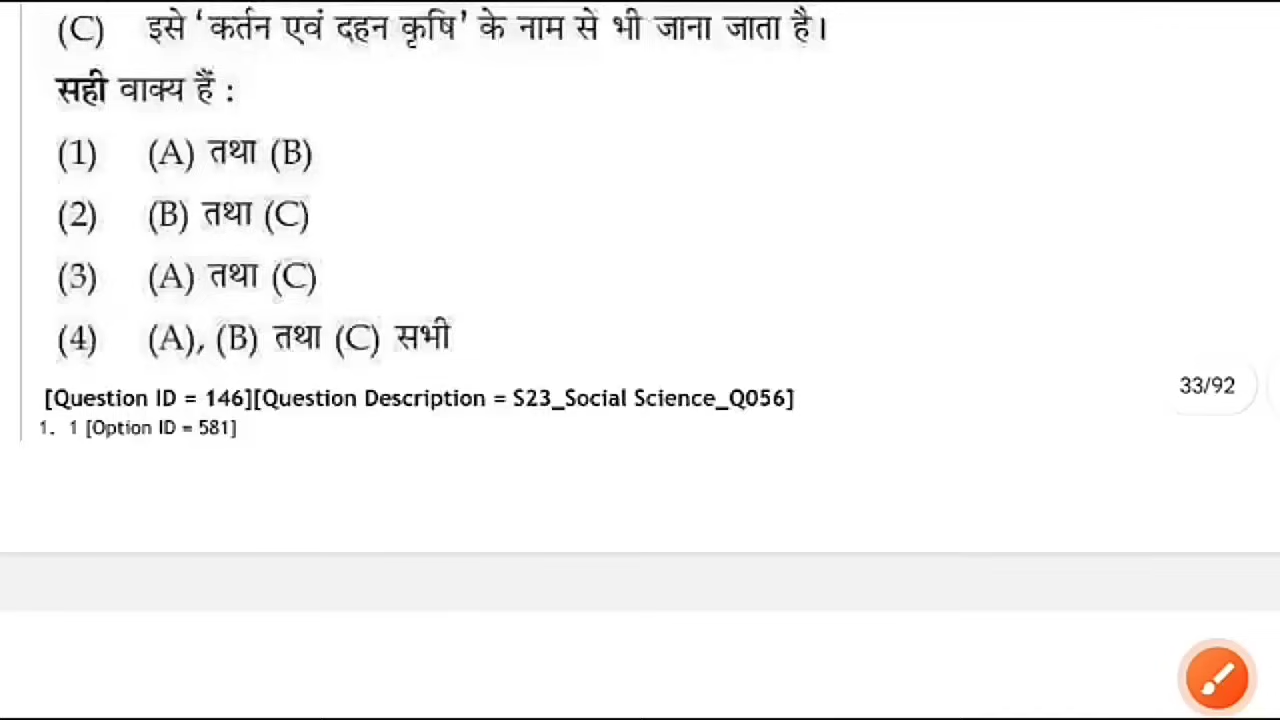 (C) इसे 'कर्तन एवं दहन कृषि' के नाम से भी जाना जाता है।
सही वाक्य हैं :
(1) (A) तथा (B)
(2) (B) तथा (C)
(3) (A) तथा (C)
(4) (A), (B) तथा (C) सभी
[Question ID = 146][Question Description = S23_Social Science_Q056]
33/92
1. 1 [Option ID = 581]